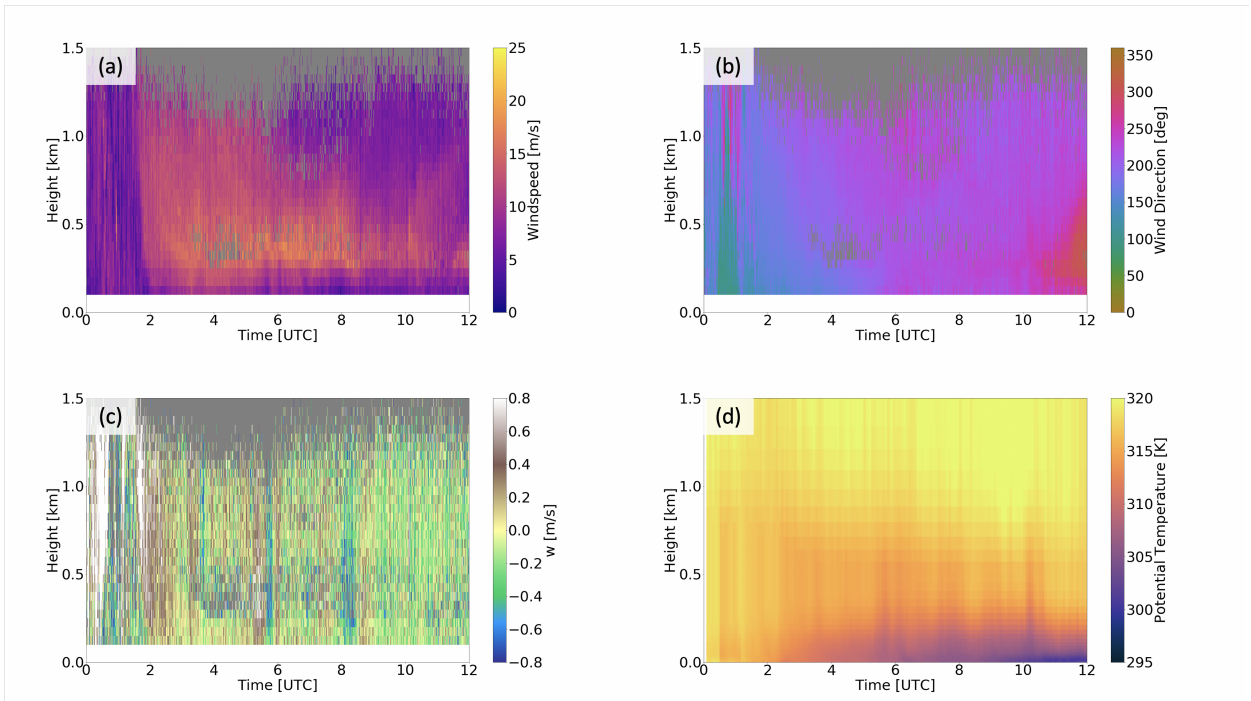 (a)
1.5
1.0
0.5
0.0
Height [km]
0 2 4 6 8 10 12
Time [UTC]
25
20
15
10
5
0
Windspeed [m/s]
(b)
1.5
1.0
0.5
0.0
Height [km]
0 2 4 6 8 10 12
Time [UTC]
350
300
250
200
150
100
50
0
Wind Direction [deg]
(c)
1.5
1.0
0.5
0.0
Height [km]
0 2 4 6 8 10 12
Time [UTC]
0.8
0.6
0.4
0.2
0.0
−0.2
−0.4
−0.6
−0.8
w [m/s]
(d)
1.5
1.0
0.5
0.0
Height [km]
0 2 4 6 8 10 12
Time [UTC]
320
315
310
305
300
295
Potential Temperature [K]